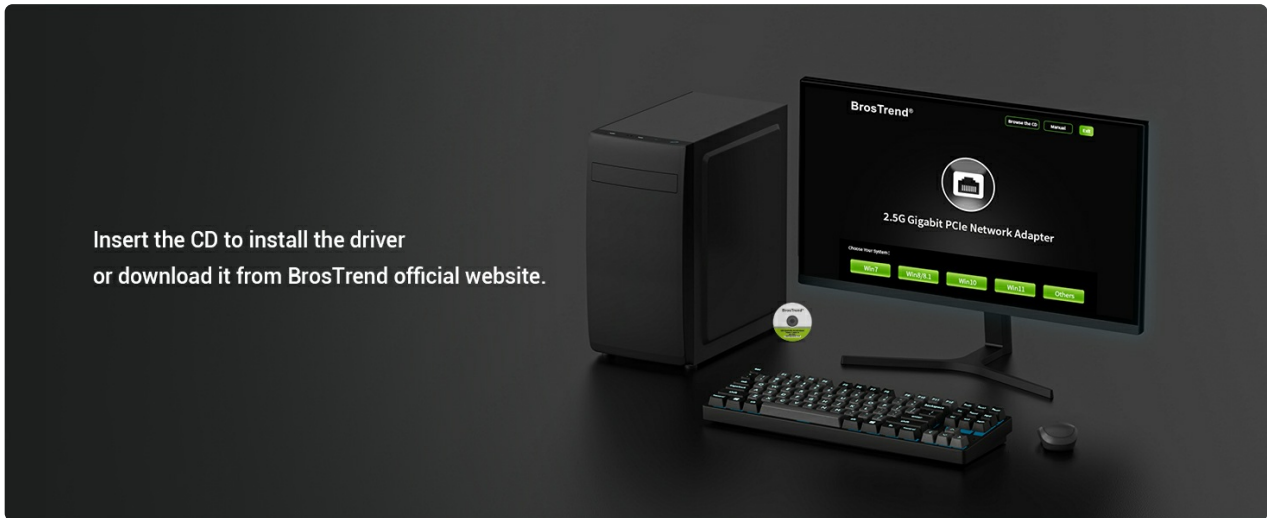 Insert the CD to install the driver
or download it from BrosTrend official website.
BrosTrend®
Browse the CD Manual Exit
2.5G Gigabit PCIe Network Adapter
Choose Your System:
Win7 Win8/8.1 Win10 Win11 Others
BrosTrend®